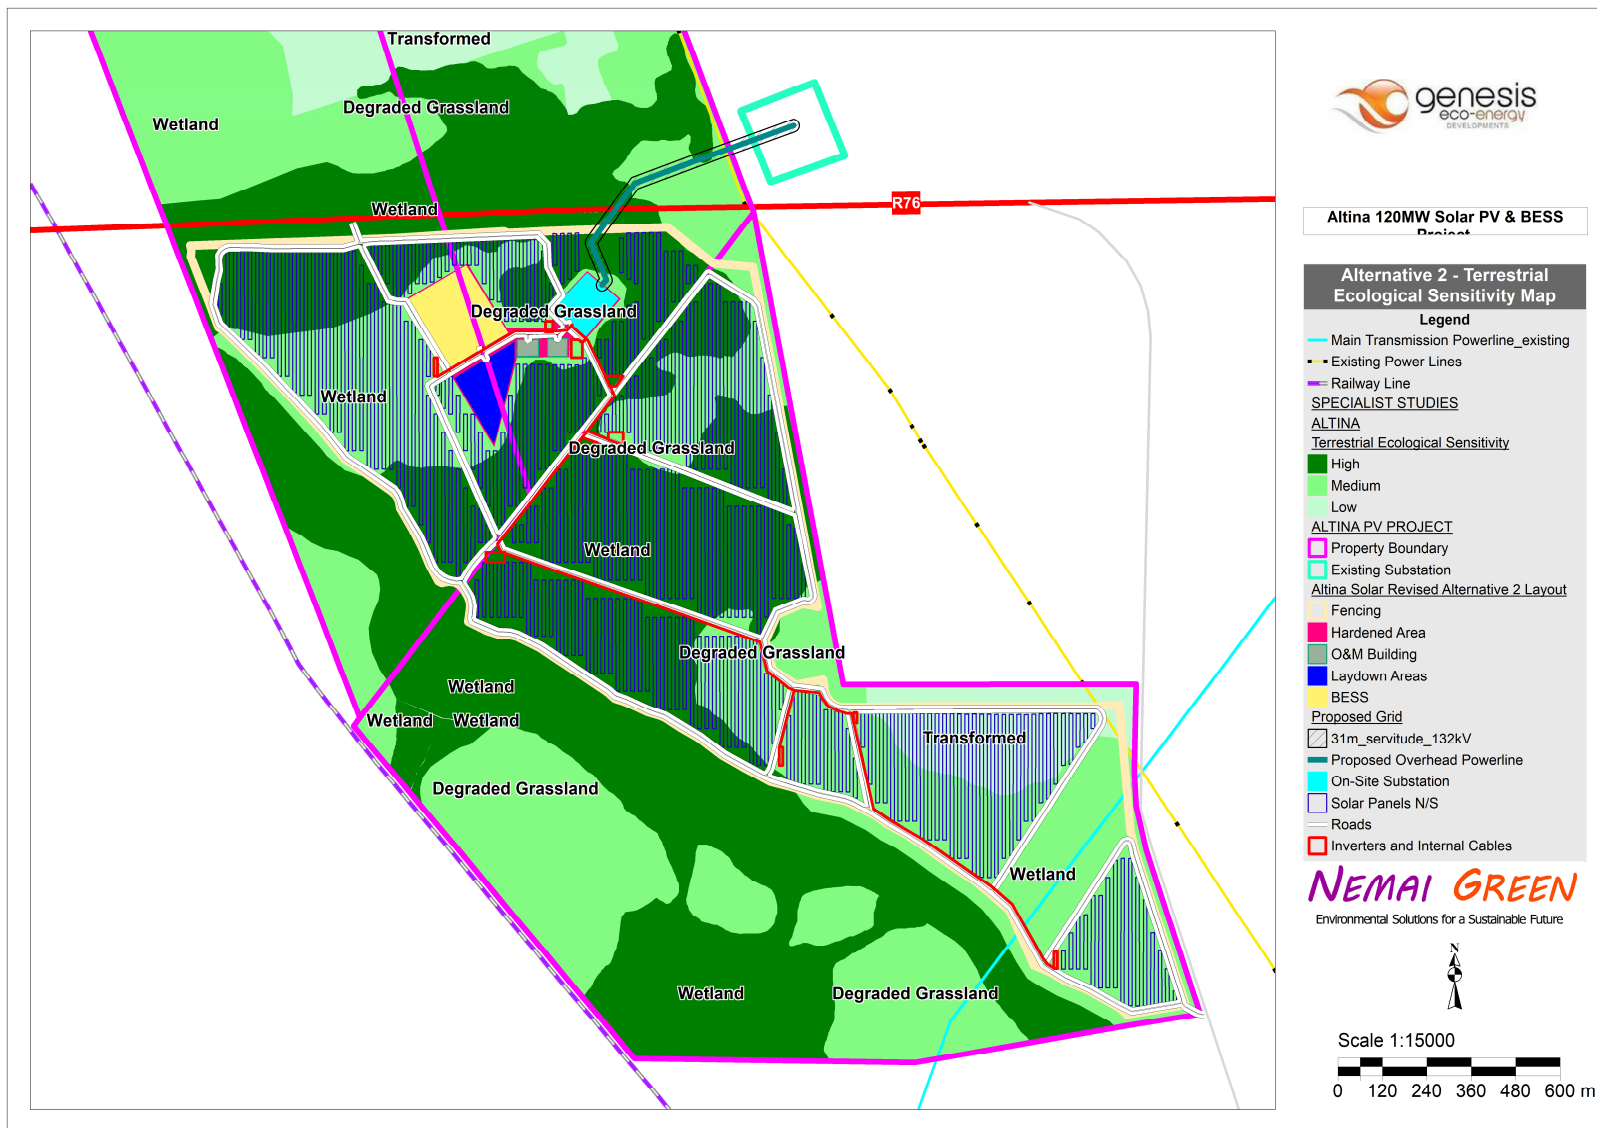 Transformed
Degraded Grassland
Wetland
Wetland
R76
Degraded Grassland
Wetland
Degraded Grassland
Wetland
Degraded Grassland
Wetland
Wetland
Wetland
Transformed
Degraded Grassland
Wetland
Wetland
Degraded Grassland
genesis
eco-energy
DEVELOPMENTS
Altina 120MW Solar PV & BESS
Project
Alternative 2 - Terrestrial
Ecological Sensitivity Map
Legend
Main Transmission Powerline_existing
Existing Power Lines
Railway Line
SPECIALIST STUDIES
ALTINA
Terrestrial Ecological Sensitivity
High
Medium
Low
ALTINA PV PROJECT
Property Boundary
Existing Substation
Altina Solar Revised Alternative 2 Layout
Fencing
Hardened Area
O&M Building
Laydown Areas
BESS
Proposed Grid
31m_servitude_132kV
Proposed Overhead Powerline
On-Site Substation
Solar Panels N/S
Roads
Inverters and Internal Cables
NEMAI GREEN
Environmental Solutions for a Sustainable Future
N
Scale 1:15000
0 120 240 360 480 600 m